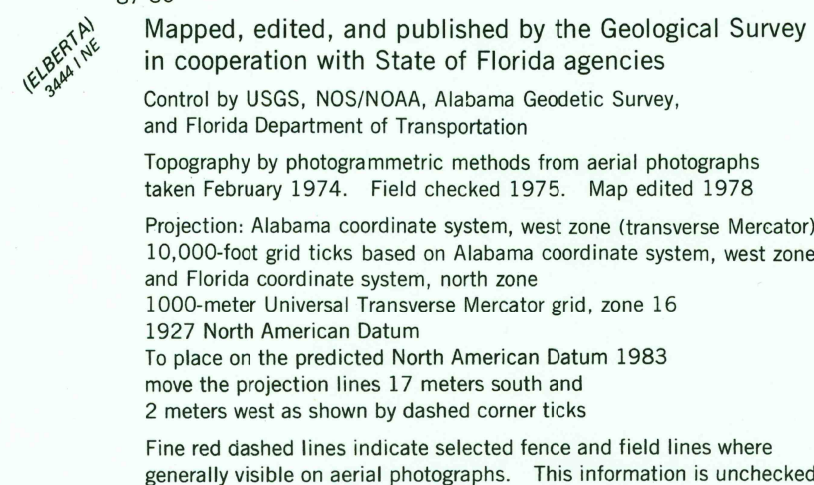 (ELBERTA)
3444 I NE
Mapped, edited, and published by the Geological Survey
in cooperation with State of Florida agencies
Control by USGS, NOS/NOAA, Alabama Geodetic Survey,
and Florida Department of Transportation
Topography by photogrammetric methods from aerial photographs
taken February 1974. Field checked 1975. Map edited 1978
Projection: Alabama coordinate system, west zone (transverse Mercator)
10,000-foot grid ticks based on Alabama coordinate system, west zone
and Florida coordinate system, north zone
1000-meter Universal Transverse Mercator grid, zone 16
1927 North American Datum
To place on the predicted North American Datum 1983
move the projection lines 17 meters south and
2 meters west as shown by dashed corner ticks
Fine red dashed lines indicate selected fence and field lines where
generally visible on aerial photographs. This information is unchecked